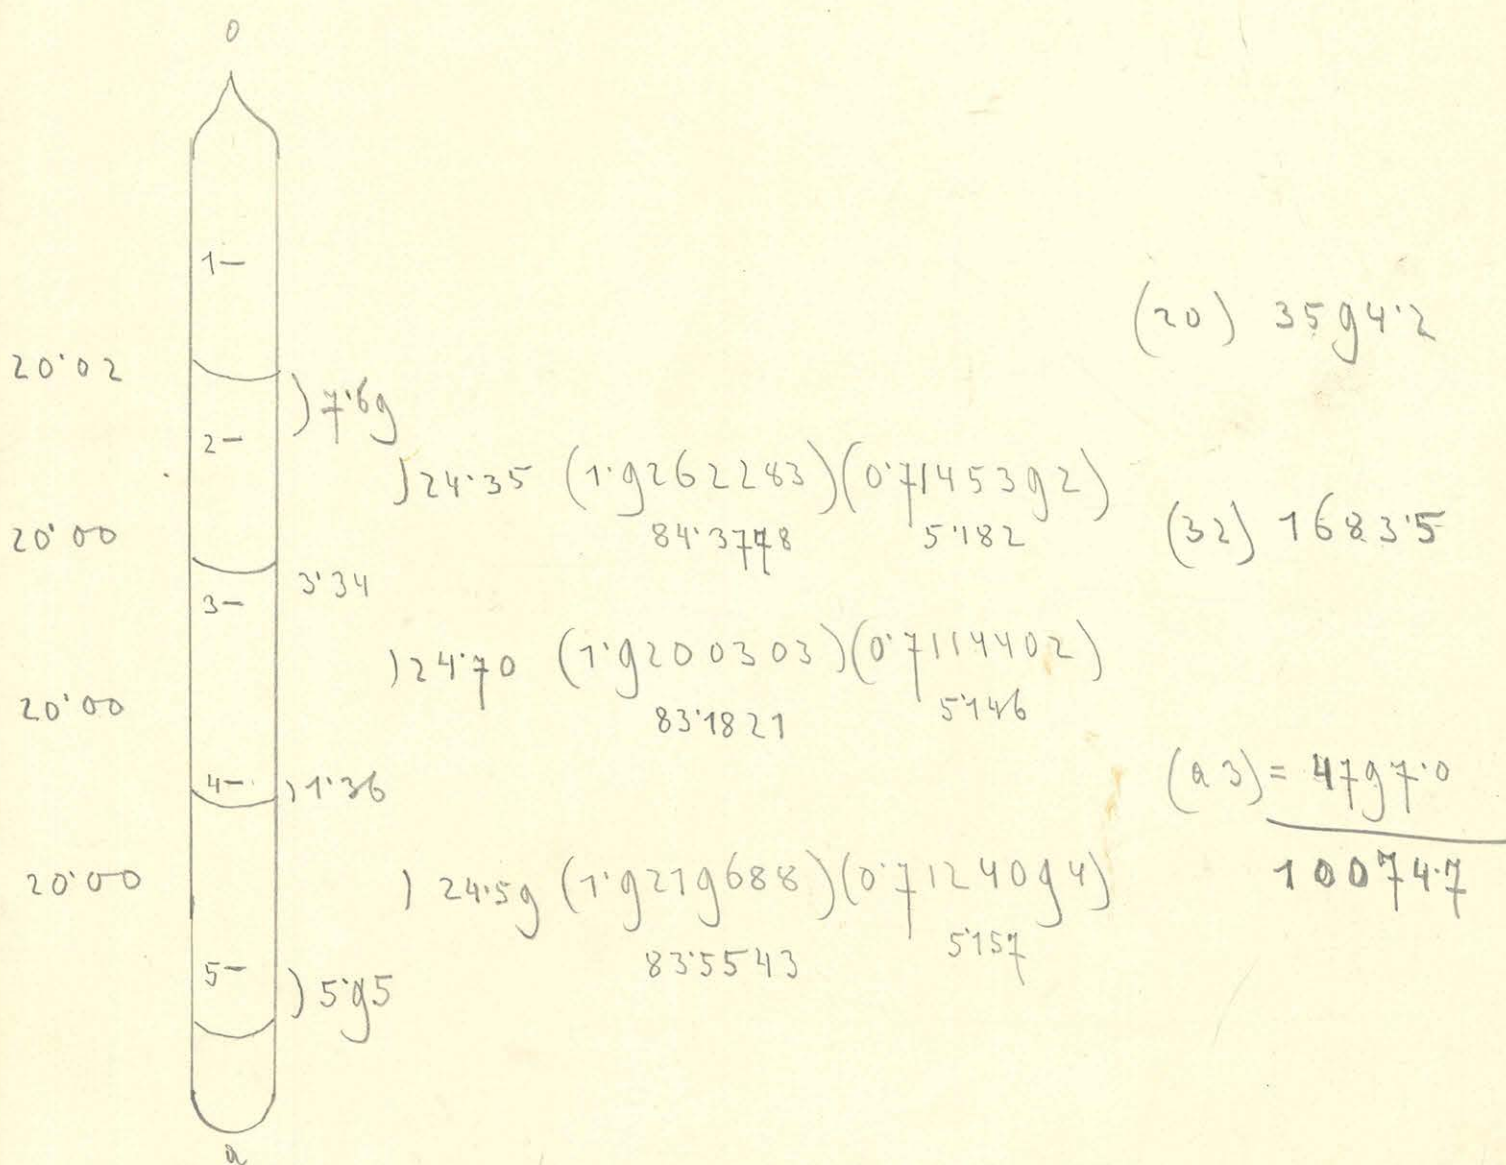 0
1-
(20) 3594'2
20'02
) 7'69
2-
) 24'35 (1'9262283)(0'7145392)
84'3778 5'182
(32) 1683'5
20'00
3'34
3-
) 24'70 (1'9200303)(0'7114402)
83'1821 5'146
20'00
4- ) 1'36
(a3) = 4797'0
10074'7
20'00
) 24'59 (1'9219688)(0'7124094)
83'5543 5'157
5- ) 5'95
a